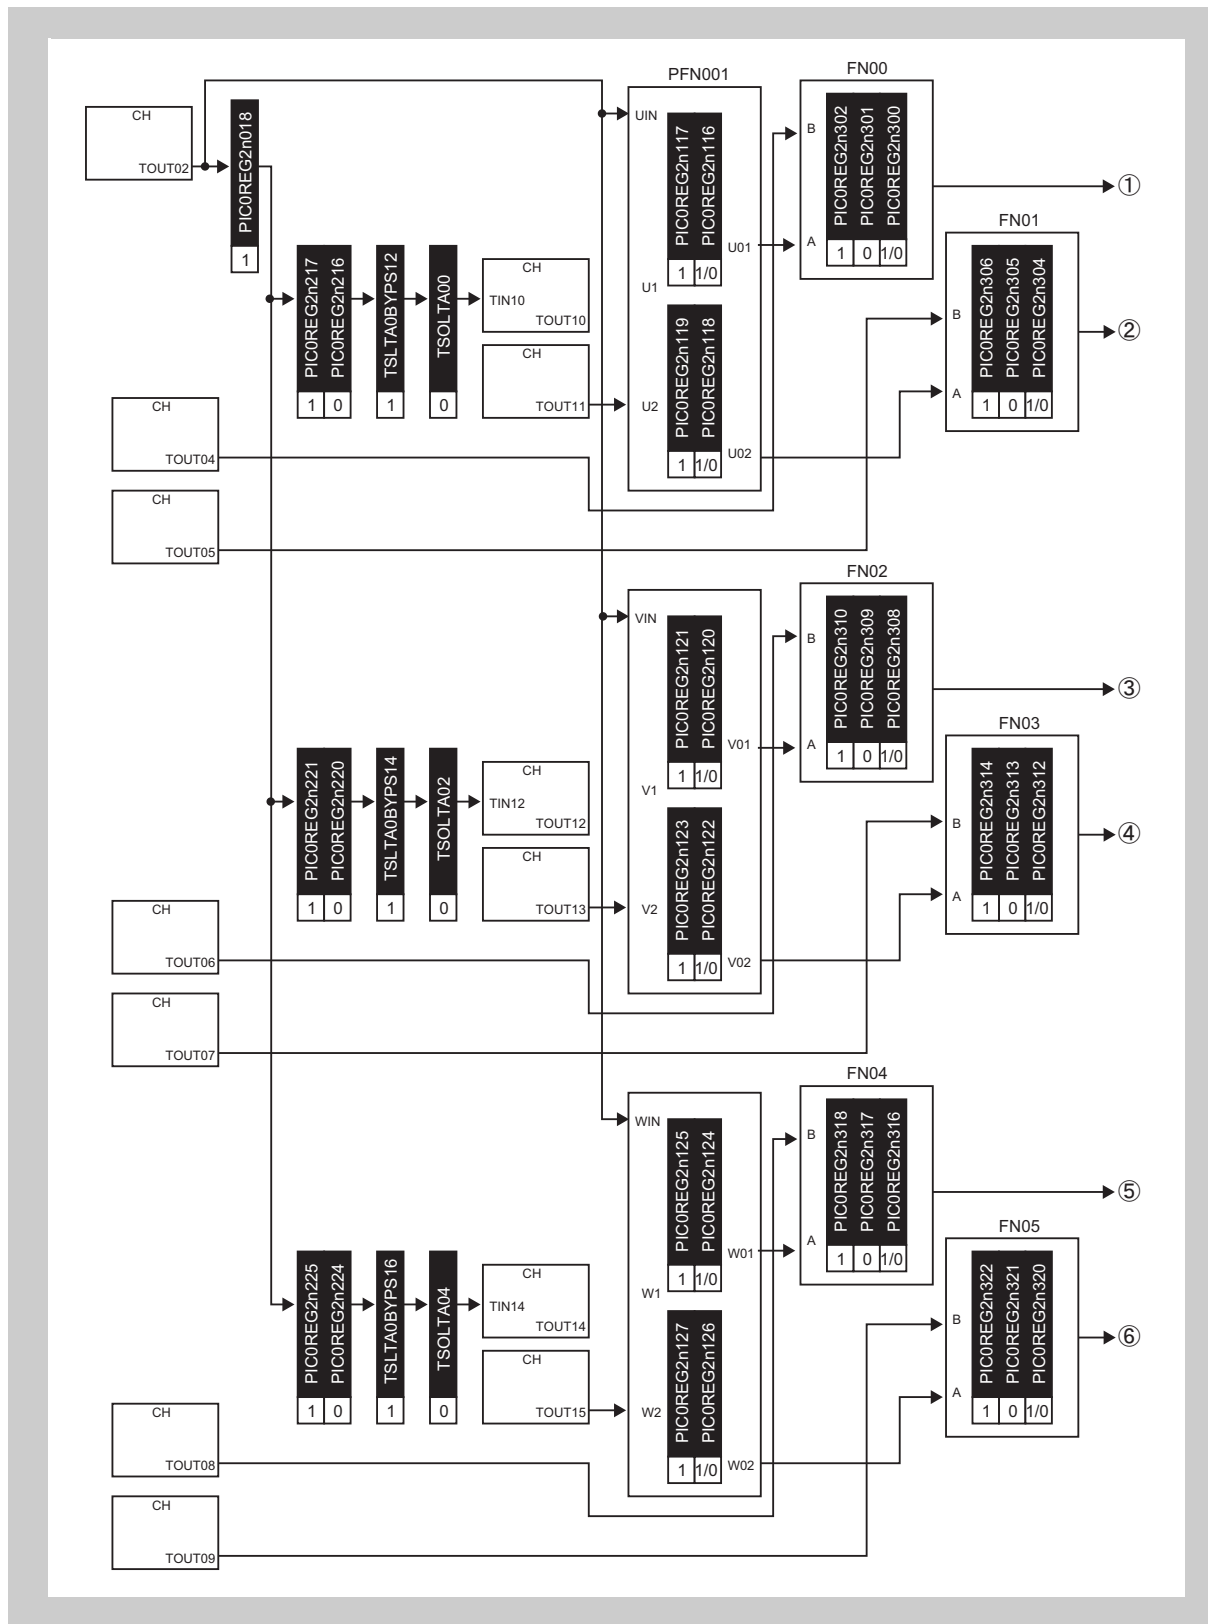 PFN001
FN00
CH
TOUT02
PIC0REG2n018
1
UIN
PIC0REG2n117
PIC0REG2n116
1
1/0
U01
U1
B
A
PIC0REG2n302
PIC0REG2n301
PIC0REG2n300
1
0
1/0
①
FN01
PIC0REG2n217
PIC0REG2n216
1
0
TSLTA0BYPS12
1
TSOLTA00
0
CH
TIN10
TOUT10
CH
TOUT11
U2
PIC0REG2n119
PIC0REG2n118
1
1/0
U02
B
A
PIC0REG2n306
PIC0REG2n305
PIC0REG2n304
1
0
1/0
②
CH
TOUT04
CH
TOUT05
FN02
VIN
PIC0REG2n121
PIC0REG2n120
1
1/0
V01
V1
B
A
PIC0REG2n310
PIC0REG2n309
PIC0REG2n308
1
0
1/0
③
FN03
PIC0REG2n221
PIC0REG2n220
1
0
TSLTA0BYPS14
1
TSOLTA02
0
CH
TIN12
TOUT12
CH
TOUT13
V2
PIC0REG2n123
PIC0REG2n122
1
1/0
V02
B
A
PIC0REG2n314
PIC0REG2n313
PIC0REG2n312
1
0
1/0
④
CH
TOUT06
CH
TOUT07
FN04
WIN
PIC0REG2n125
PIC0REG2n124
1
1/0
W01
W1
B
A
PIC0REG2n318
PIC0REG2n317
PIC0REG2n316
1
0
1/0
⑤
FN05
PIC0REG2n225
PIC0REG2n224
1
0
TSLTA0BYPS16
1
TSOLTA04
0
CH
TIN14
TOUT14
CH
TOUT15
W2
PIC0REG2n127
PIC0REG2n126
1
1/0
W02
B
A
PIC0REG2n322
PIC0REG2n321
PIC0REG2n320
1
0
1/0
⑥
CH
TOUT08
CH
TOUT09